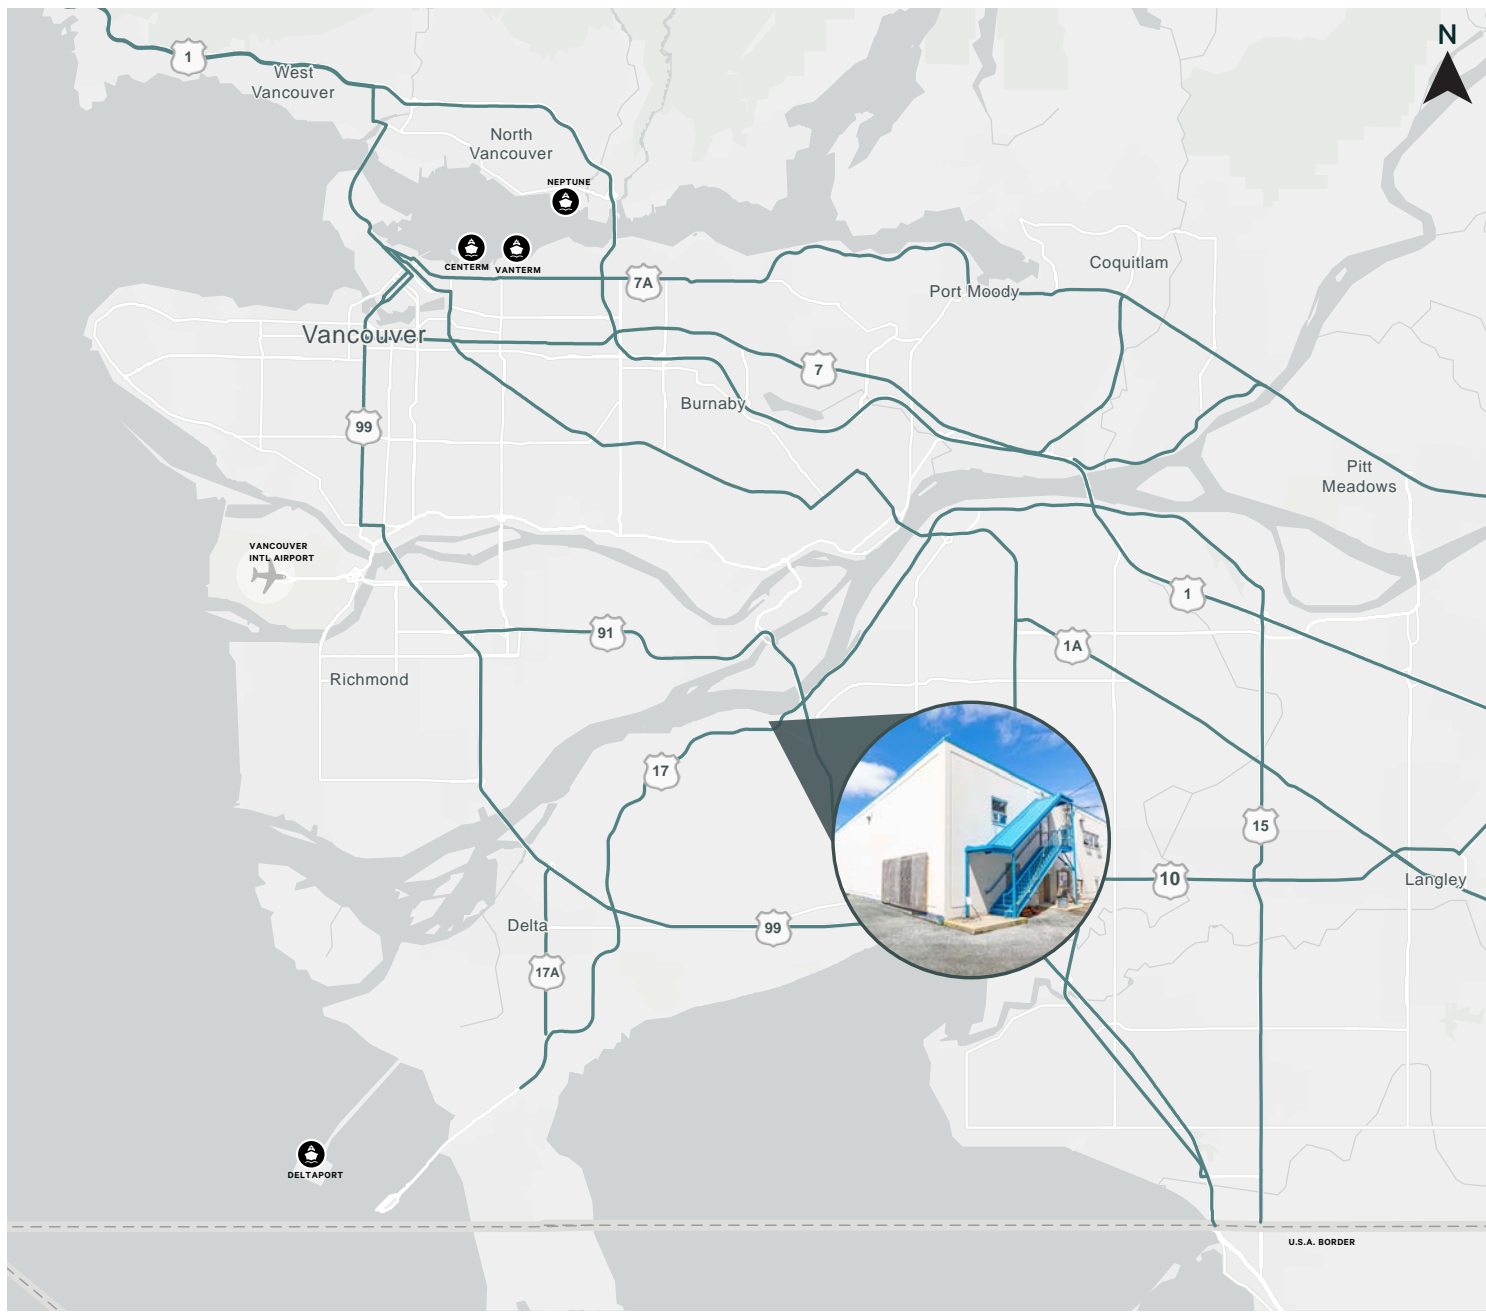 N
1
West
Vancouver
North
Vancouver
NEPTUNE
CENTERM
VANTERM
7A
Coquitlam
Port Moody
Vancouver
7
Burnaby
99
Pitt
Meadows
VANCOUVER
INTL AIRPORT
1
91
1A
Richmond
17
15
10
Langley
Delta
99
17A
DELTAPORT
U.S.A. BORDER